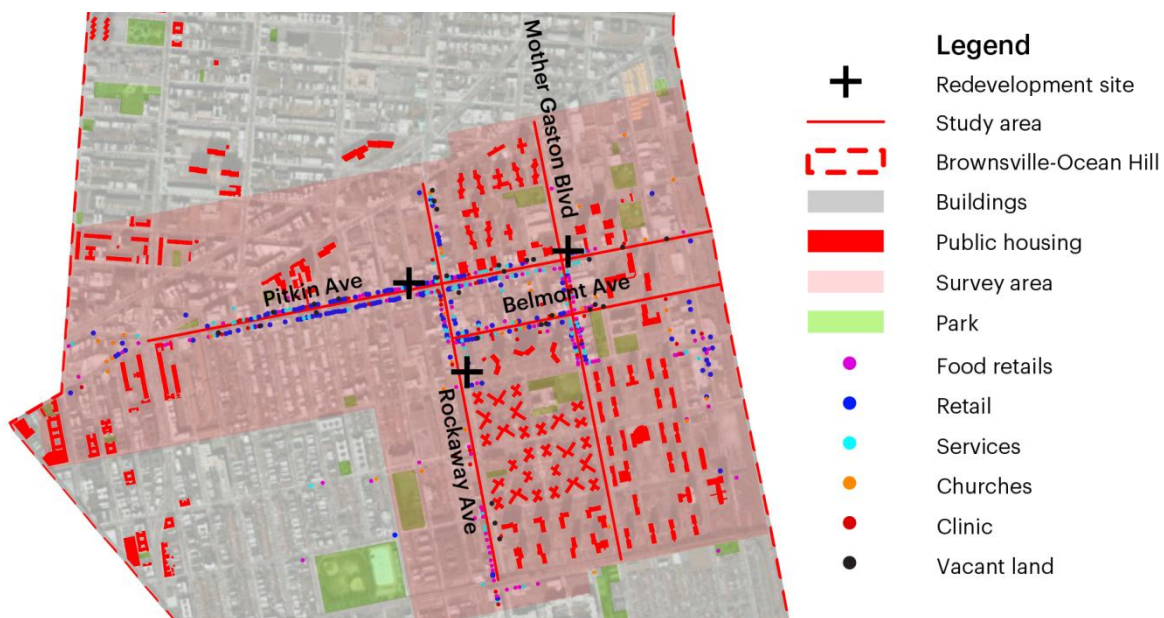 Mother Gaston Blvd
Pitkin Ave
Belmont Ave
Rockaway Ave
Legend
Redevelopment site
Study area
Brownsville-Ocean Hill
Buildings
Public housing
Survey area
Park
Food retails
Retail
Services
Churches
Clinic
Vacant land